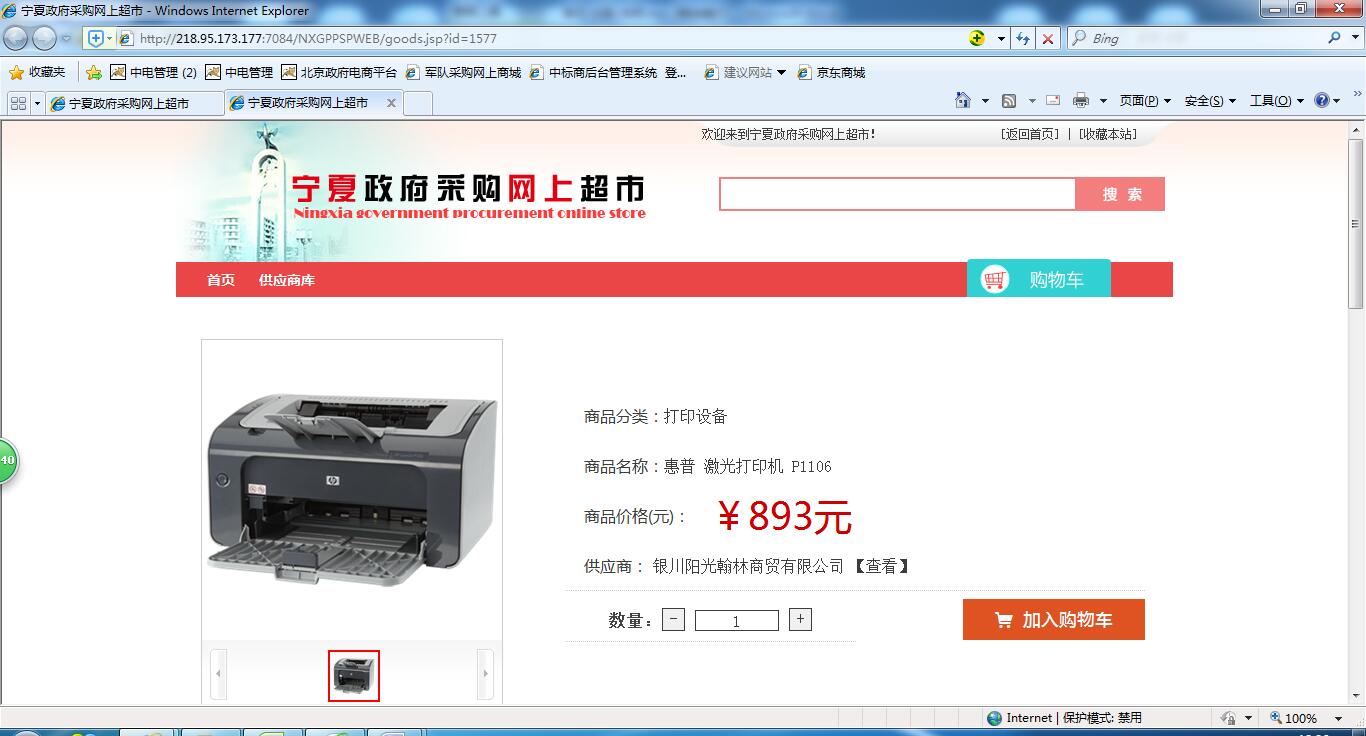 宁夏政府采购网上超市 - Windows Internet Explorer
http://218.95.173.177:7084/NXGPPSPWEB/goods.jsp?id=1577
Bing
收藏夹 中电管理 (2) 中电管理 北京政府电商平台 军队采购网上商城 中标商后台管理系统 登... 建议网站 京东商城
宁夏政府采购网上超市 宁夏政府采购网上超市 页面(P) 安全(S) 工具(O)
欢迎来到宁夏政府采购网上超市! [返回首页] | [收藏本站]
宁夏政府采购网上超市
Ningxia government procurement online store
搜 索
首页 供应商库 购物车
商品分类：打印设备
商品名称：惠普 激光打印机 P1106
40
商品价格(元)： ￥893元
hp
供应商： 银川阳光翰林商贸有限公司 【查看】
数量： - 1 + 加入购物车
Internet | 保护模式: 禁用 100%